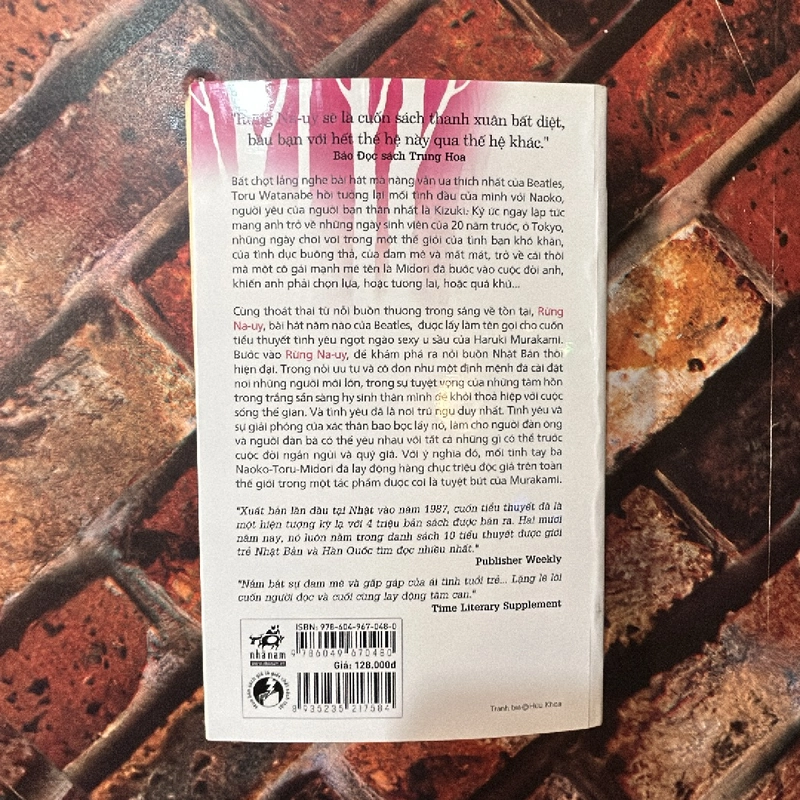 "Rừng Na-uy sẽ là cuốn sách thanh xuân bất diệt,
bầu bạn với hết thế hệ này qua thế hệ khác."
Báo Đọc sách Trung Hoa
Bất chợt lắng nghe bài hát mà nàng vẫn ưa thích nhất của Beatles,
Toru Watanabe hồi tưởng lại mối tình đầu của mình với Naoko,
người yêu của người bạn thân nhất là Kizuki. Ký ức ngay lập tức
mang anh trở về những ngày sinh viên của 20 năm trước, ở Tokyo,
những ngày chơi vơi trong một thế giới của tình bạn khó khăn,
của tình dục buông thả, của đam mê và mất mát, trở về cái thời
mà một cô gái mạnh mẽ tên là Midori đã bước vào cuộc đời anh,
khiến anh phải chọn lựa, hoặc tương lai, hoặc quá khứ...
Cùng thoát thai từ nỗi buồn thương trong sáng về tồn tại, Rừng
Na-uy, bài hát năm nào của Beatles, được lấy làm tên gọi cho cuốn
tiểu thuyết tình yêu ngọt ngào sexy u sầu của Haruki Murakami.
Bước vào Rừng Na-uy, để khám phá ra nỗi buồn Nhật Bản thời
hiện đại. Trong nỗi ưu tư và cô đơn như một định mệnh đã cài đặt
nơi những người mới lớn, trong sự tuyệt vọng của những tâm hồn
trong trắng sẵn sàng hy sinh thân mình để khỏi thoả hiệp với cuộc
sống thế gian. Và tình yêu đã là nơi trú ngụ duy nhất. Tình yêu và
sự giải phóng của xác thân bao bọc lấy nó, làm cho người đàn ông và
người đàn bà có thể yêu nhau với tất cả những gì có thể trước
cuộc đời ngắn ngủi và quý giá. Với ý nghĩa đó, mối tình tay ba
Naoko-Toru-Midori đã lay động hàng chục triệu độc giả trên toàn
thế giới trong một tác phẩm được coi là tuyệt bút của Murakami.
"Xuất bản lần đầu tại Nhật vào năm 1987, cuốn tiểu thuyết đã là
một hiện tượng kỳ lạ với 4 triệu bản sách được bán ra. Hai mươi
năm nay, nó luôn nằm trong danh sách 10 tiểu thuyết được giới
trẻ Nhật Bản và Hàn Quốc tìm đọc nhiều nhất."
Publisher Weekly
"Nắm bắt sự đam mê và gấp gáp của ái tình tuổi trẻ... Lặng lẽ lôi
cuốn người đọc và cuối cùng lay động tâm can."
Time Literary Supplement
ISBN: 978-604-967-048-0
9 786049 670480
nhã nam
Giá: 128.000đ
8 935235 217584
Tranh bìa @ Hữu Khoa